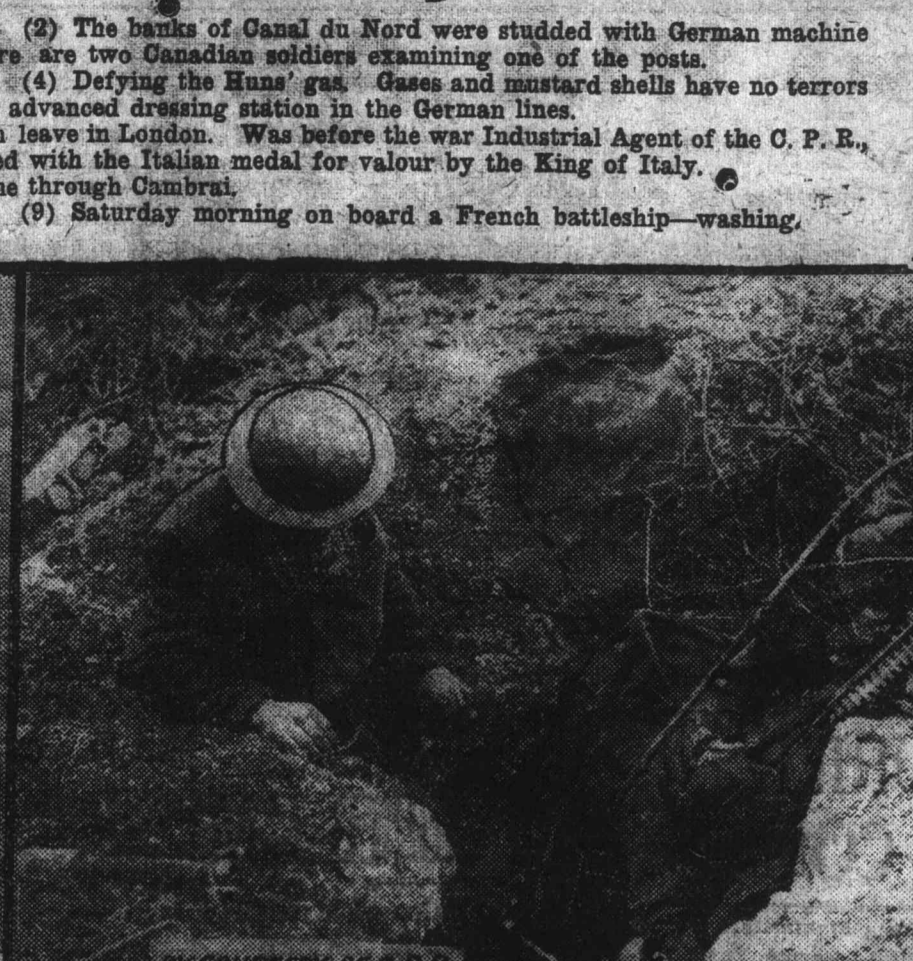 (2) The banks of Canal du Nord were studded with German machine
re are two Canadian soldiers examining one of the posts.
(4) Defying the Huns' gas. Gases and mustard shells have no terrors
advanced dressing station in the German lines.
n leave in London. Was before the war Industrial Agent of the C. P. R.,
ed with the Italian medal for valour by the King of Italy.
ne through Cambrai.
(9) Saturday morning on board a French battleship—washing.